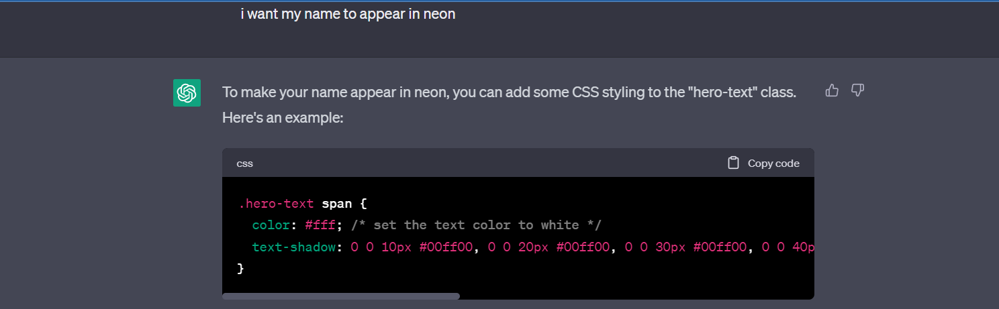 i want my name to appear in neon
To make your name appear in neon, you can add some CSS styling to the "hero-text" class.
Here's an example:
css Copy code
.hero-text span {
color: #fff; /* set the text color to white */
text-shadow: 0 0 10px #00ff00, 0 0 20px #00ff00, 0 0 30px #00ff00, 0 0 40p
}